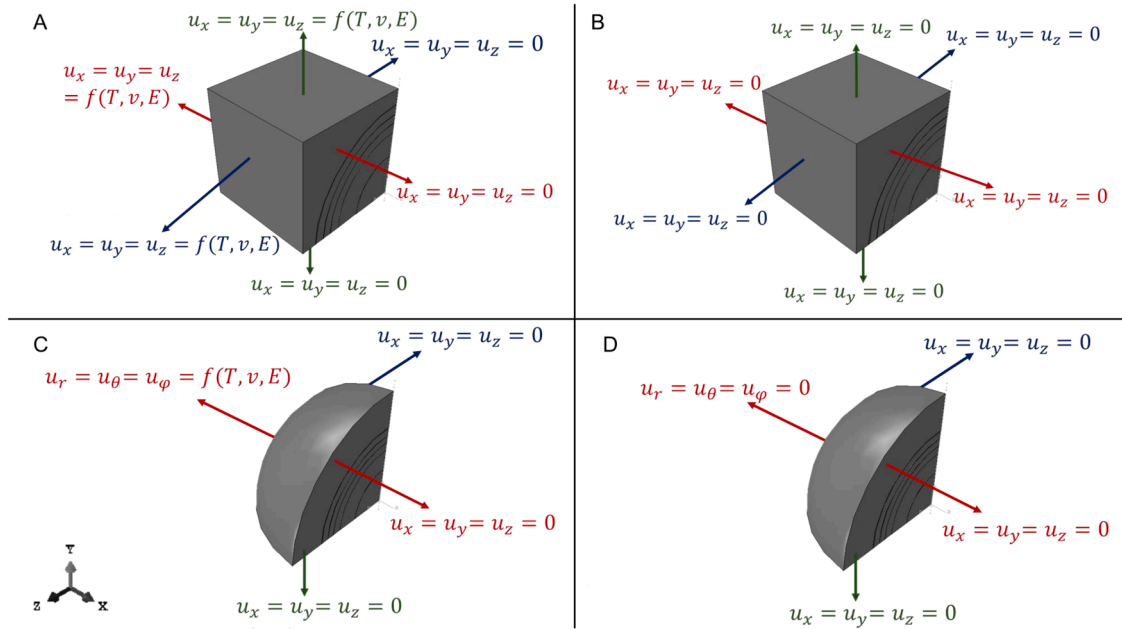 A
u_x = u_y = u_z = f(T, v, E)
u_x = u_y = u_z = 0
u_x = u_y = u_z
= f(T, v, E)
u_x = u_y = u_z = 0
u_x = u_y = u_z = f(T, v, E)
u_x = u_y = u_z = 0
B
u_x = u_y = u_z = 0
u_x = u_y = u_z = 0
u_x = u_y = u_z = 0
u_x = u_y = u_z = 0
u_x = u_y = u_z = 0
u_x = u_y = u_z = 0
C
u_x = u_y = u_z = 0
u_r = u_θ = u_φ = f(T, v, E)
u_x = u_y = u_z = 0
u_x = u_y = u_z = 0
Y
Z
X
D
u_x = u_y = u_z = 0
u_r = u_θ = u_φ = 0
u_x = u_y = u_z = 0
u_x = u_y = u_z = 0